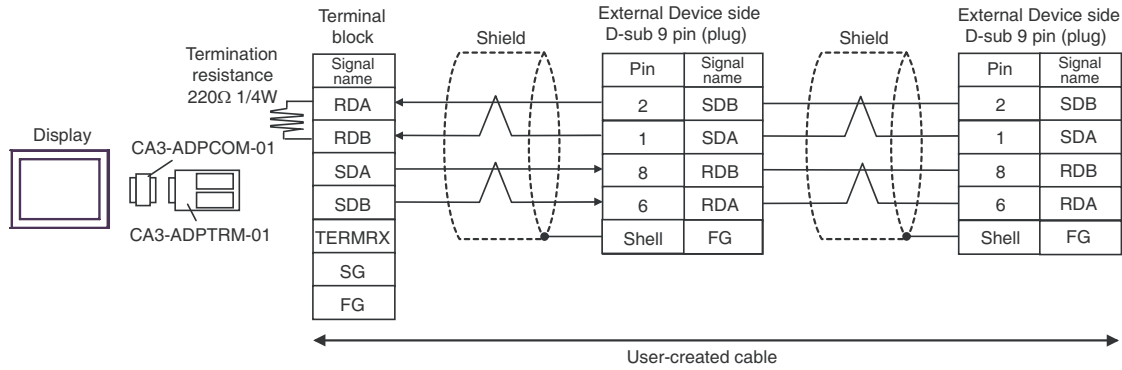 Display
CA3-ADPCOM-01
CA3-ADPTRM-01
Termination
resistance
220Ω 1/4W
Terminal
block
Signal
name
RDA
RDB
SDA
SDB
TERMRX
SG
FG
Shield
External Device side
D-sub 9 pin (plug)
Pin Signal
name
2 SDB
1 SDA
8 RDB
6 RDA
Shell FG
Shield
External Device side
D-sub 9 pin (plug)
Pin Signal
name
2 SDB
1 SDA
8 RDB
6 RDA
Shell FG
User-created cable